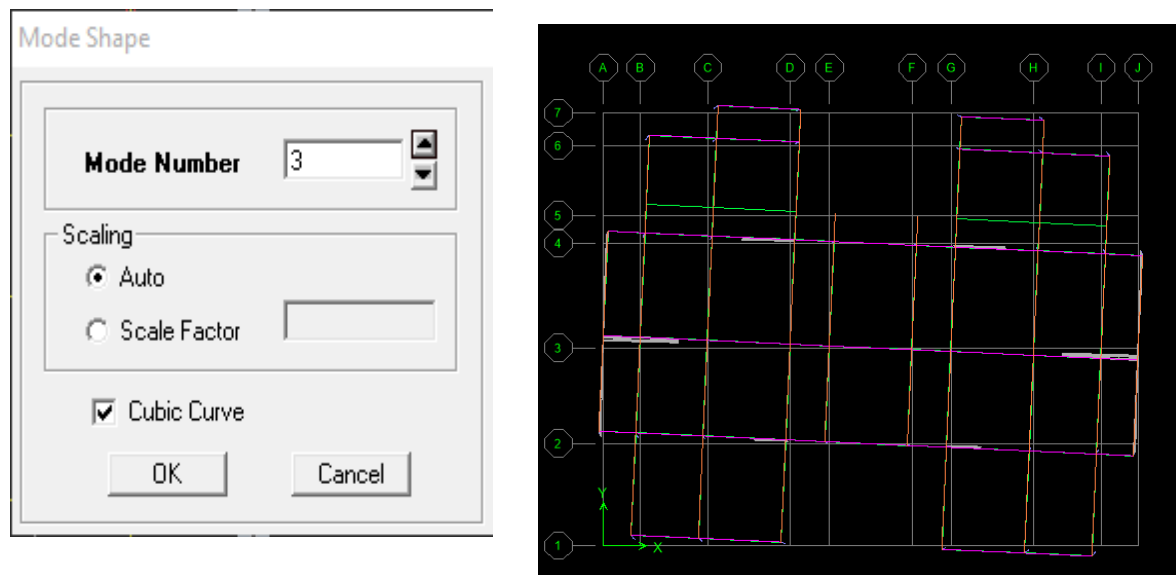 Mode Shape
Mode Number 3
Scaling
Auto
Scale Factor
Cubic Curve
OK Cancel
A B C D E F G H I J
7
6
5
4
3
2
Y
1 X